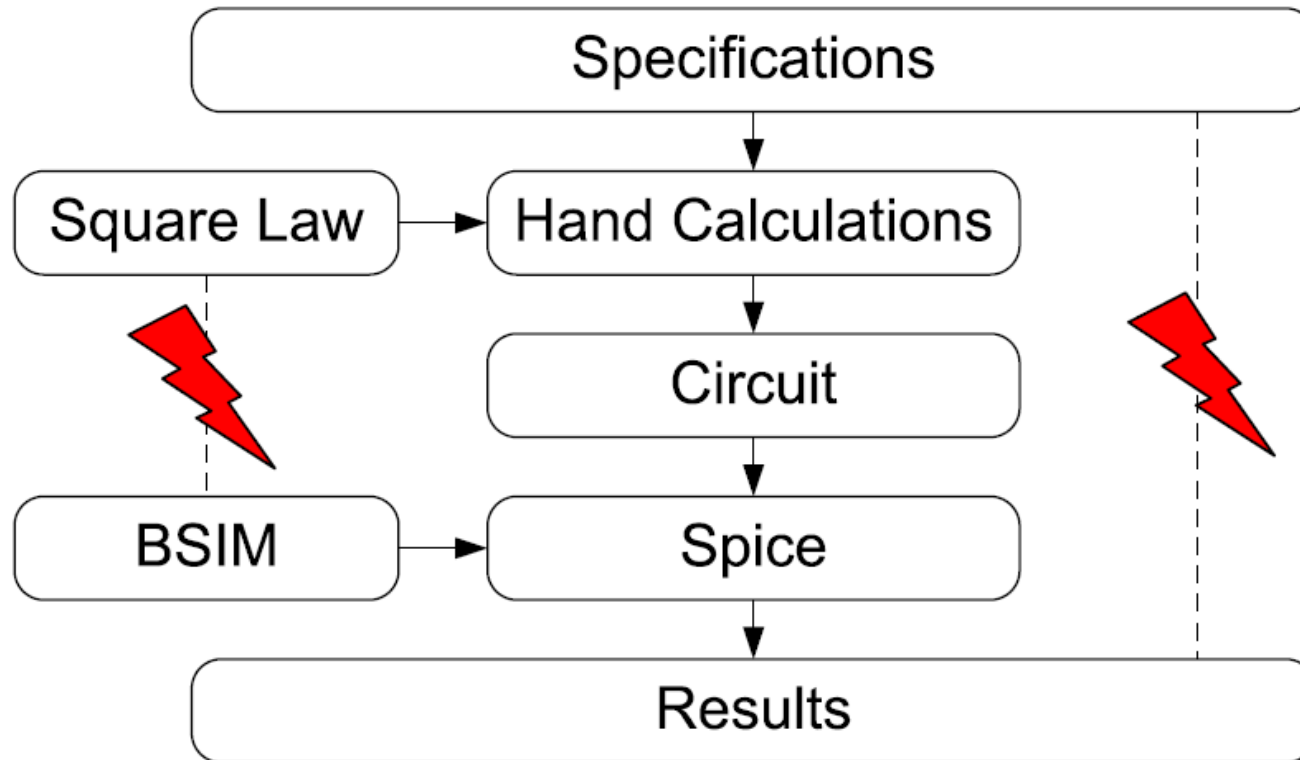 Specifications
Square Law
Hand Calculations
Circuit
BSIM
Spice
Results